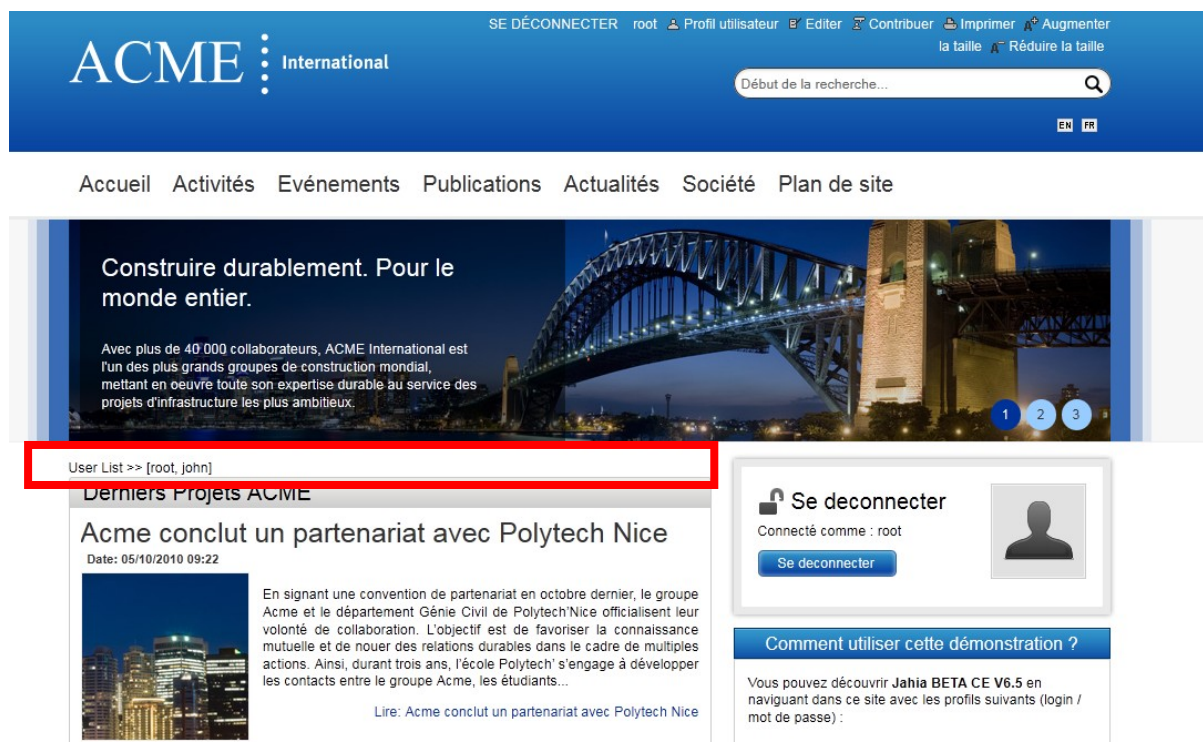 SE DÉCONNECTER root Profil utilisateur Editer Contribuer Imprimer Augmenter
la taille Réduire la taille
ACME International
Début de la recherche...
EN FR
Accueil Activités Evénements Publications Actualités Société Plan de site
Construire durablement. Pour le
monde entier.
Avec plus de 40 000 collaborateurs, ACME International est
l'un des plus grands groupes de construction mondial,
mettant en oeuvre toute son expertise durable au service des
projets d'infrastructure les plus ambitieux.
1 2 3
User List >> [root, john]
Derniers Projets ACME
Acme conclut un partenariat avec Polytech Nice
Date: 05/10/2010 09:22
En signant une convention de partenariat en octobre dernier, le groupe
Acme et le département Génie Civil de Polytech'Nice officialisent leur
volonté de collaboration. L'objectif est de favoriser la connaissance
mutuelle et de nouer des relations durables dans le cadre de multiples
actions. Ainsi, durant trois ans, l'école Polytech' s'engage à développer
les contacts entre le groupe Acme, les étudiants...
Lire: Acme conclut un partenariat avec Polytech Nice
Se deconnecter
Connecté comme : root
Se deconnecter
Comment utiliser cette démonstration ?
Vous pouvez découvrir Jahia BETA CE V6.5 en
naviguant dans ce site avec les profils suivants (login /
mot de passe) :